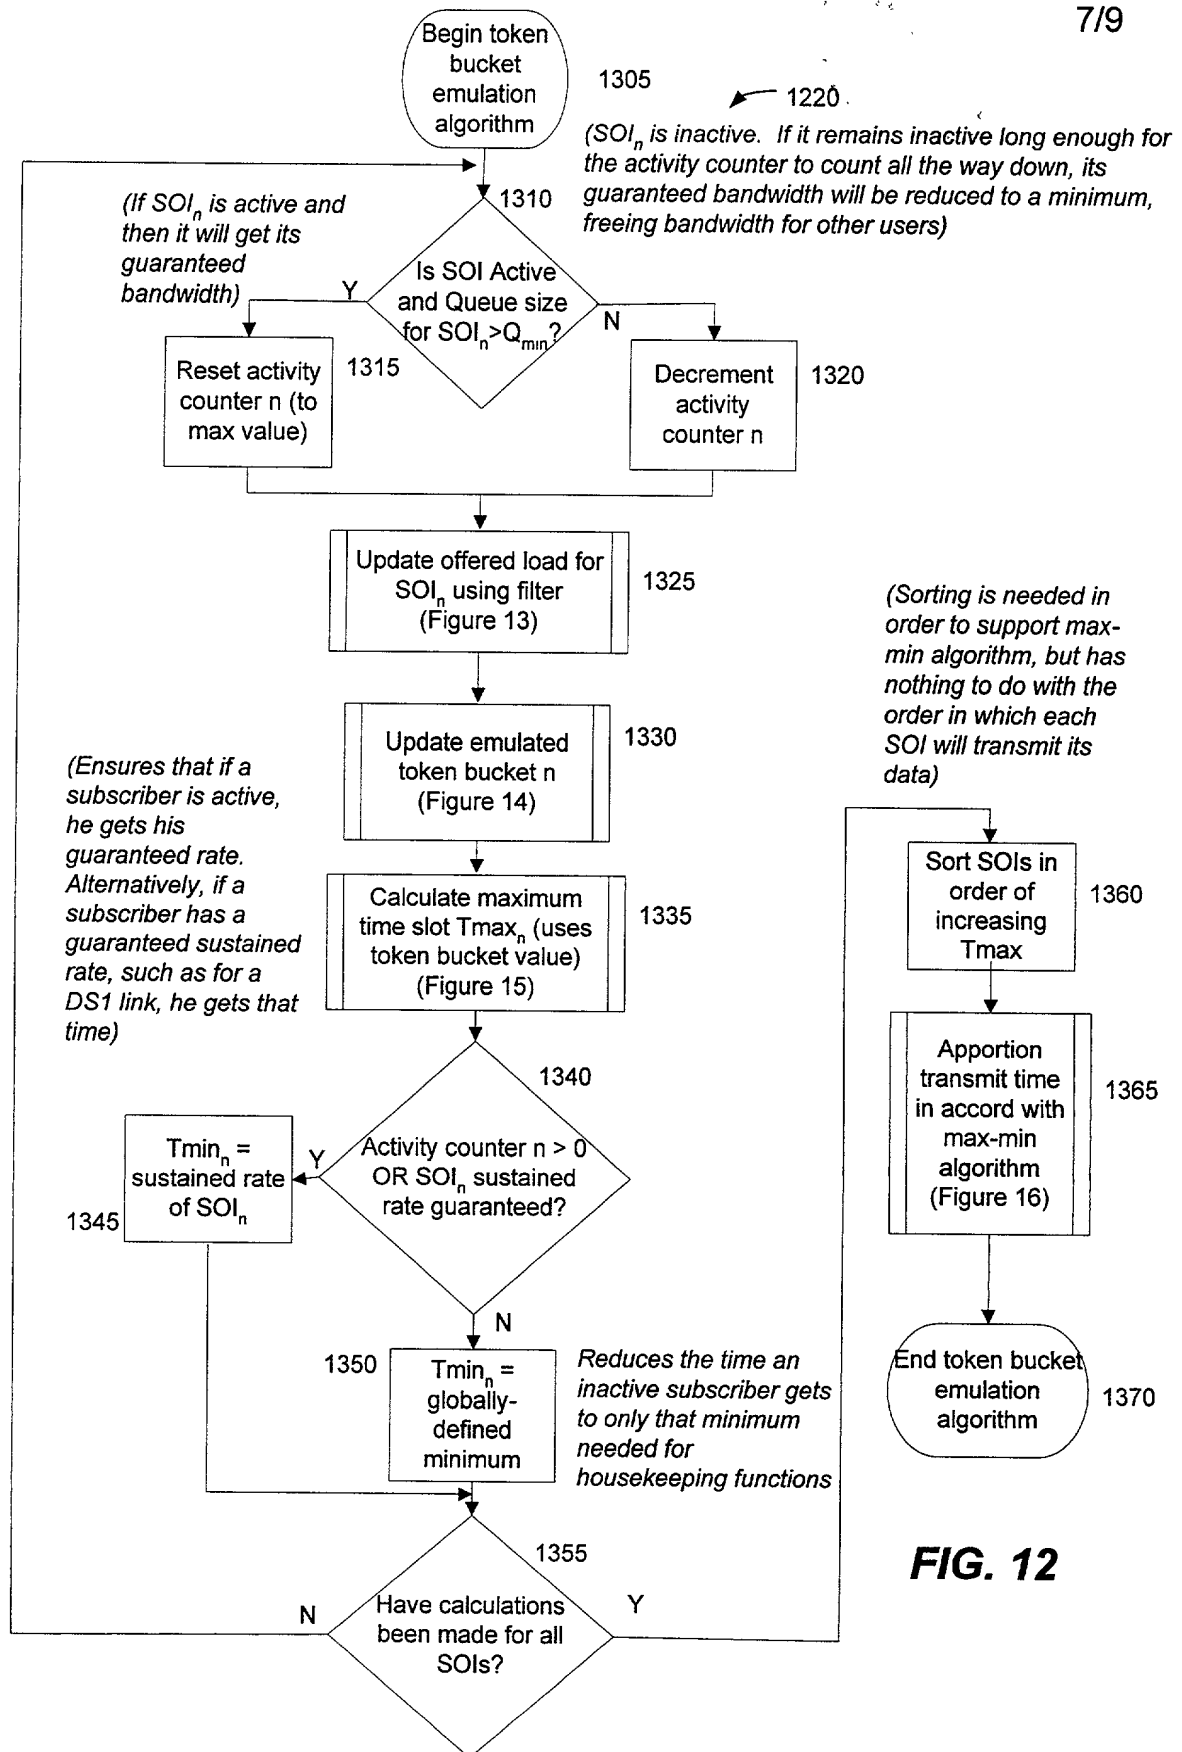 7/9
Begin token
bucket
emulation
algorithm
1305
1220
(SOIn is inactive. If it remains inactive long enough for
the activity counter to count all the way down, its
guaranteed bandwidth will be reduced to a minimum,
freeing bandwidth for other users)
(If SOIn is active and
then it will get its
guaranteed
bandwidth)
1310
Is SOI Active
and Queue size
for SOIn>Qmin?
Y
N
Reset activity
counter n (to
max value)
1315
Decrement
activity
counter n
1320
Update offered load for
SOIn using filter
(Figure 13)
1325
Update emulated
token bucket n
(Figure 14)
1330
(Ensures that if a
subscriber is active,
he gets his
guaranteed rate.
Alternatively, if a
subscriber has a
guaranteed sustained
rate, such as for a
DS1 link, he gets that
time)
Calculate maximum
time slot Tmaxn (uses
token bucket value)
(Figure 15)
1335
1340
Activity counter n > 0
OR SOIn sustained
rate guaranteed?
Y
N
Tminn =
sustained rate
of SOIn
1345
1350
Tminn =
globally-
defined
minimum
Reduces the time an
inactive subscriber gets
to only that minimum
needed for
housekeeping functions
1355
Have calculations
been made for all
SOIs?
N
Y
(Sorting is needed in
order to support max-
min algorithm, but has
nothing to do with the
order in which each
SOI will transmit its
data)
Sort SOIs in
order of
increasing
Tmax
1360
Apportion
transmit time
in accord with
max-min
algorithm
(Figure 16)
1365
End token bucket
emulation
algorithm
1370
FIG. 12